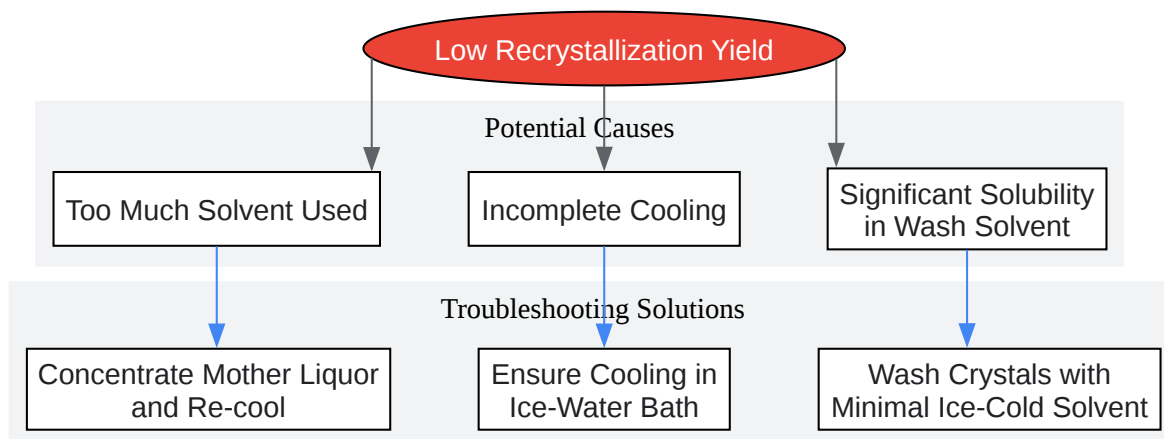 Low Recrystallization Yield
Potential Causes
Too Much Solvent Used
Incomplete Cooling
Significant Solubility
in Wash Solvent
Troubleshooting Solutions
Concentrate Mother Liquor
and Re-cool
Ensure Cooling in
Ice-Water Bath
Wash Crystals with
Minimal Ice-Cold Solvent